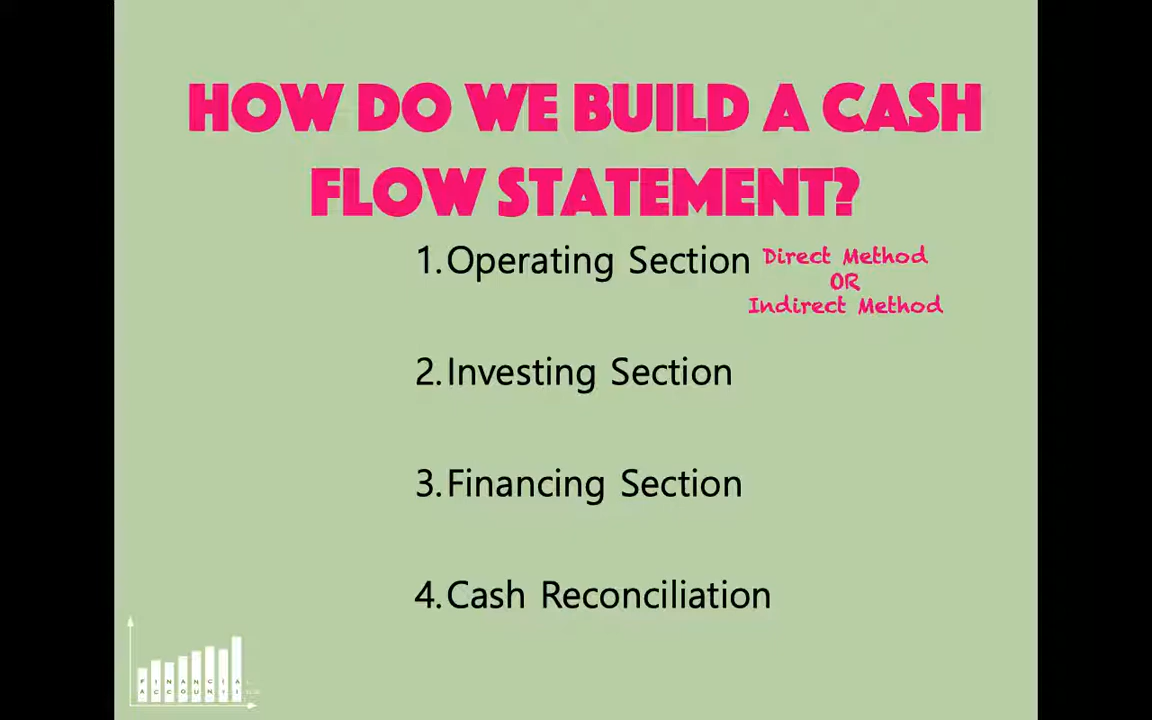 HOW DO WE BUILD A CASH
FLOW STATEMENT?
1. Operating Section
Direct Method
OR
Indirect Method
2. Investing Section
3. Financing Section
4. Cash Reconciliation
FINANCIAL